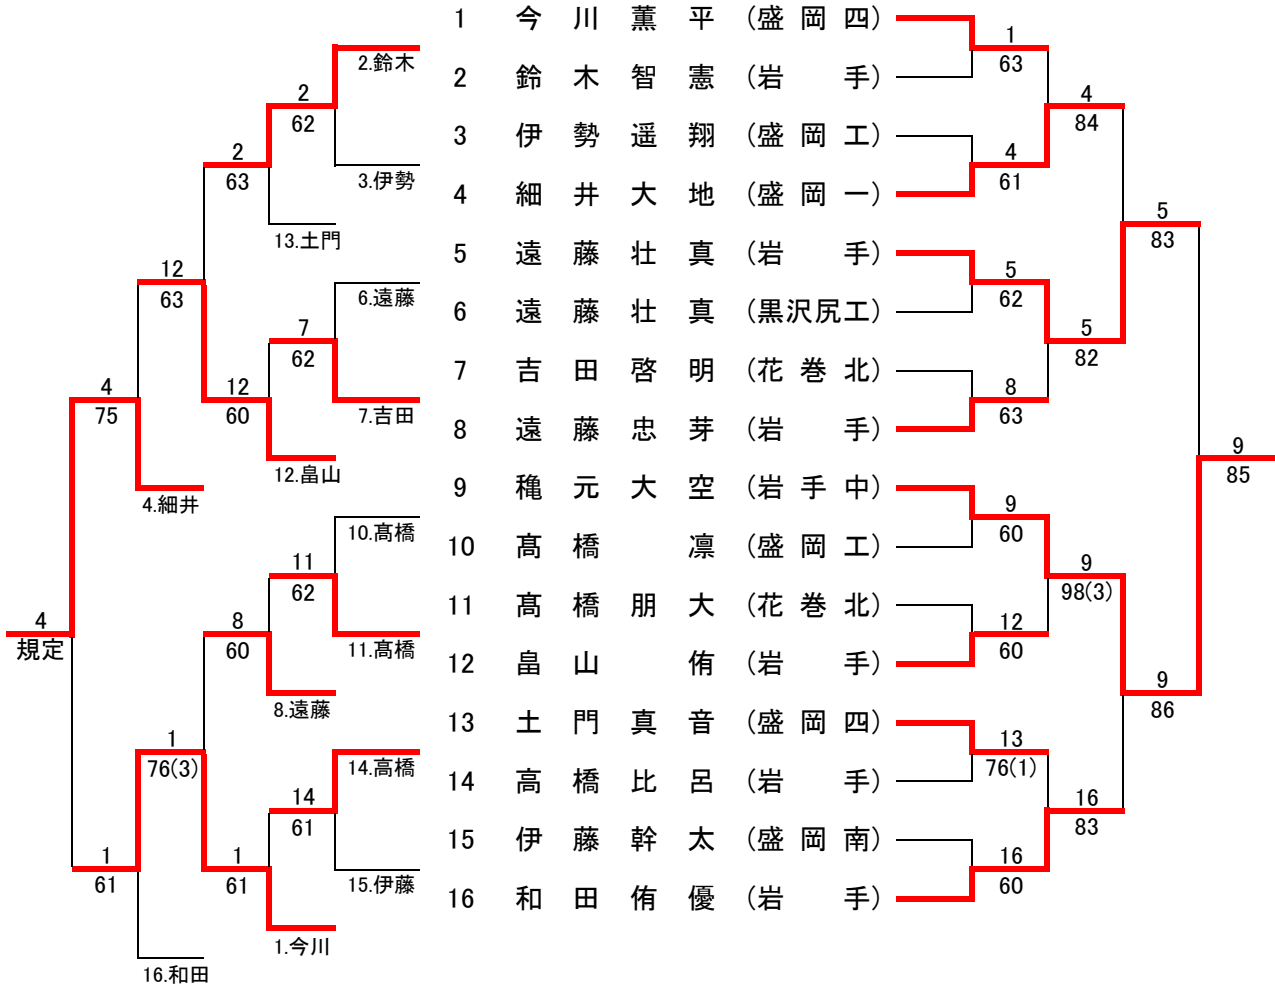 1 今川薫平（盛岡四）
2 鈴木智憲（岩手）
3 伊勢遥翔（盛岡工）
4 細井大地（盛岡一）
5 遠藤壮真（岩手）
6 遠藤壮真（黒沢尻工）
7 吉田啓明（花巻北）
8 遠藤忠芽（岩手）
9 穐元大空（岩手中）
10 髙橋凛（盛岡工）
11 髙橋朋大（花巻北）
12 畠山侑（岩手）
13 土門真音（盛岡四）
14 高橋比呂（岩手）
15 伊藤幹太（盛岡南）
16 和田侑優（岩手）
1
63
4
61
5
62
8
63
9
60
12
60
13
76(1)
16
60
4
84
5
82
9
98(3)
16
83
5
83
9
86
9
85
2.鈴木
3.伊勢
2
62
13.土門
2
63
6.遠藤
7.吉田
7
62
12.畠山
12
60
12
63
4.細井
4
75
10.髙橋
11.髙橋
11
62
8.遠藤
8
60
14.高橋
15.伊藤
14
61
1.今川
1
61
1
76(3)
16.和田
1
61
4
規定